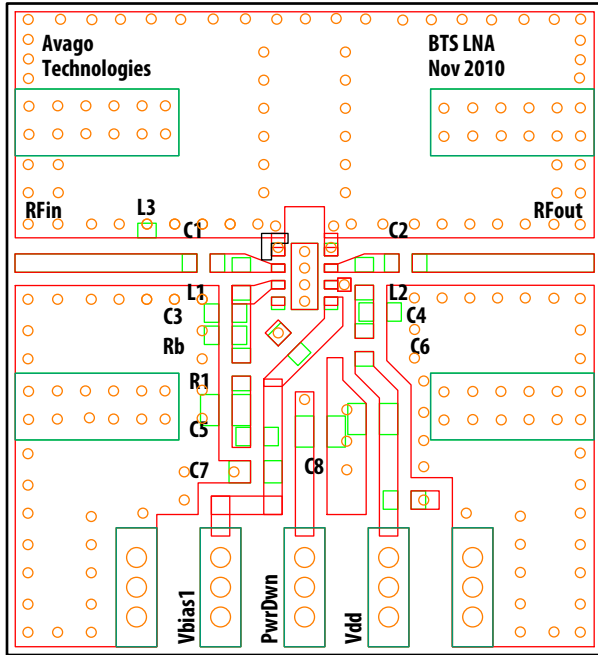 Avago
Technologies
BTS LNA
Nov 2010
RFin
L3
RFout
C1
C2
L1
L2
C3
C4
Rb
C6
R1
C5
C7
C8
Vbias1
PwrDwn
Vdd